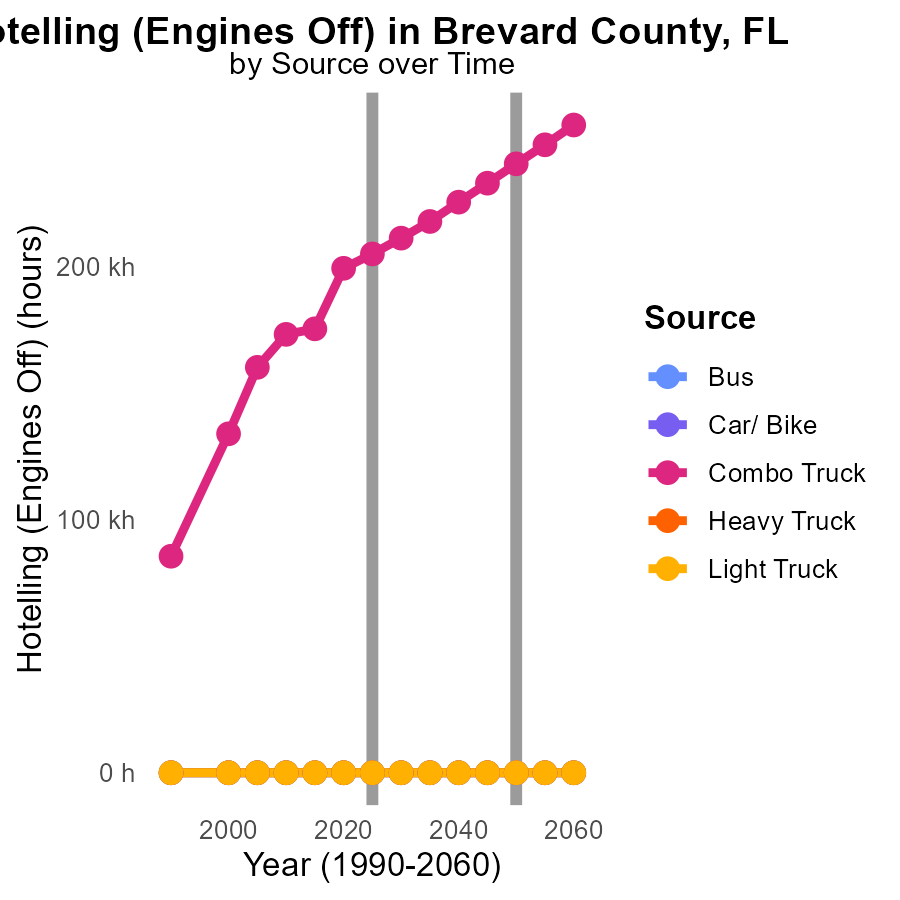 otelling (Engines Off) in Brevard County, FL
by Source over Time
Hotelling (Engines Off) (hours)
200 kh
100 kh
0 h
2000 2020 2040 2060
Year (1990-2060)
Source
Bus
Car/ Bike
Combo Truck
Heavy Truck
Light Truck